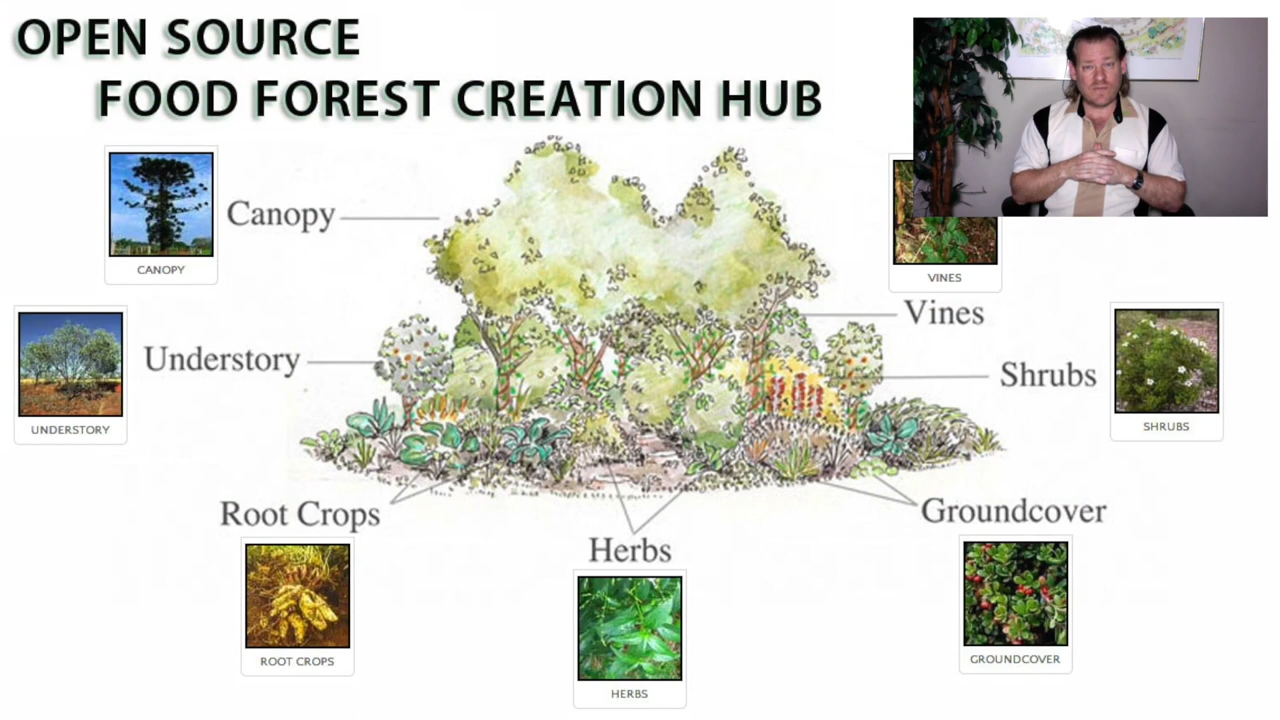 OPEN SOURCE
FOOD FOREST CREATION HUB
CANOPY
Canopy
VINES
Vines
UNDERSTORY
Understory
Shrubs
SHRUBS
Root Crops
ROOT CROPS
Herbs
HERBS
Groundcover
GROUNDCOVER